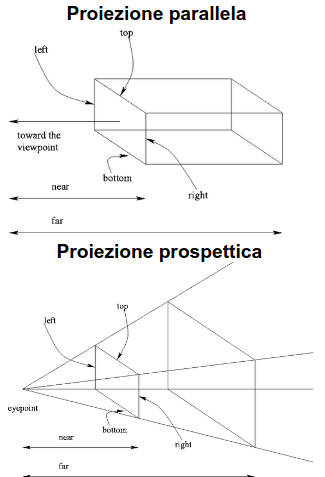 Proiezione parallela
top
left
toward the
viewpoint
bottom
near
right
far
Proiezione prospettica
top
left
eyepoint
bottom
near
right
far